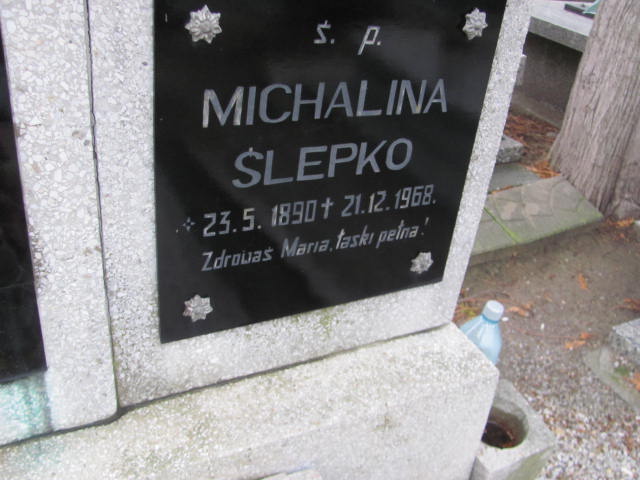 ś. p.
MICHALINA
ŚLEPKO
23.5. 1890 † 21.12.1968.
Zdrowaś Maria, łaski pełna!